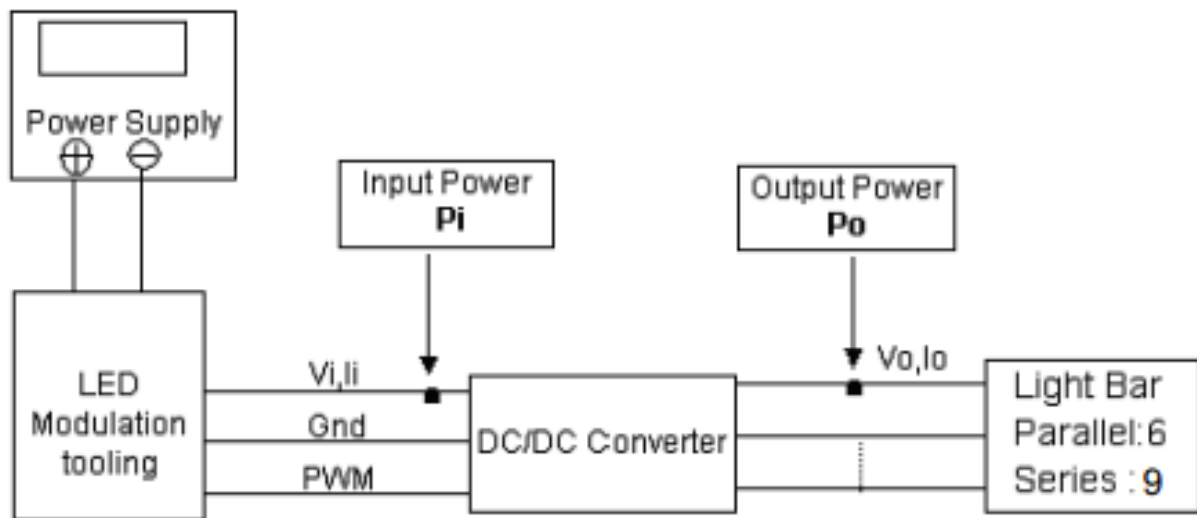 Power Supply
Input Power
Pi
Output Power
Po
LED
Modulation
tooling
Vi,Ii
Gnd
PWM
DC/DC Converter
Vo,Io
Light Bar
Parallel:6
Series : 9